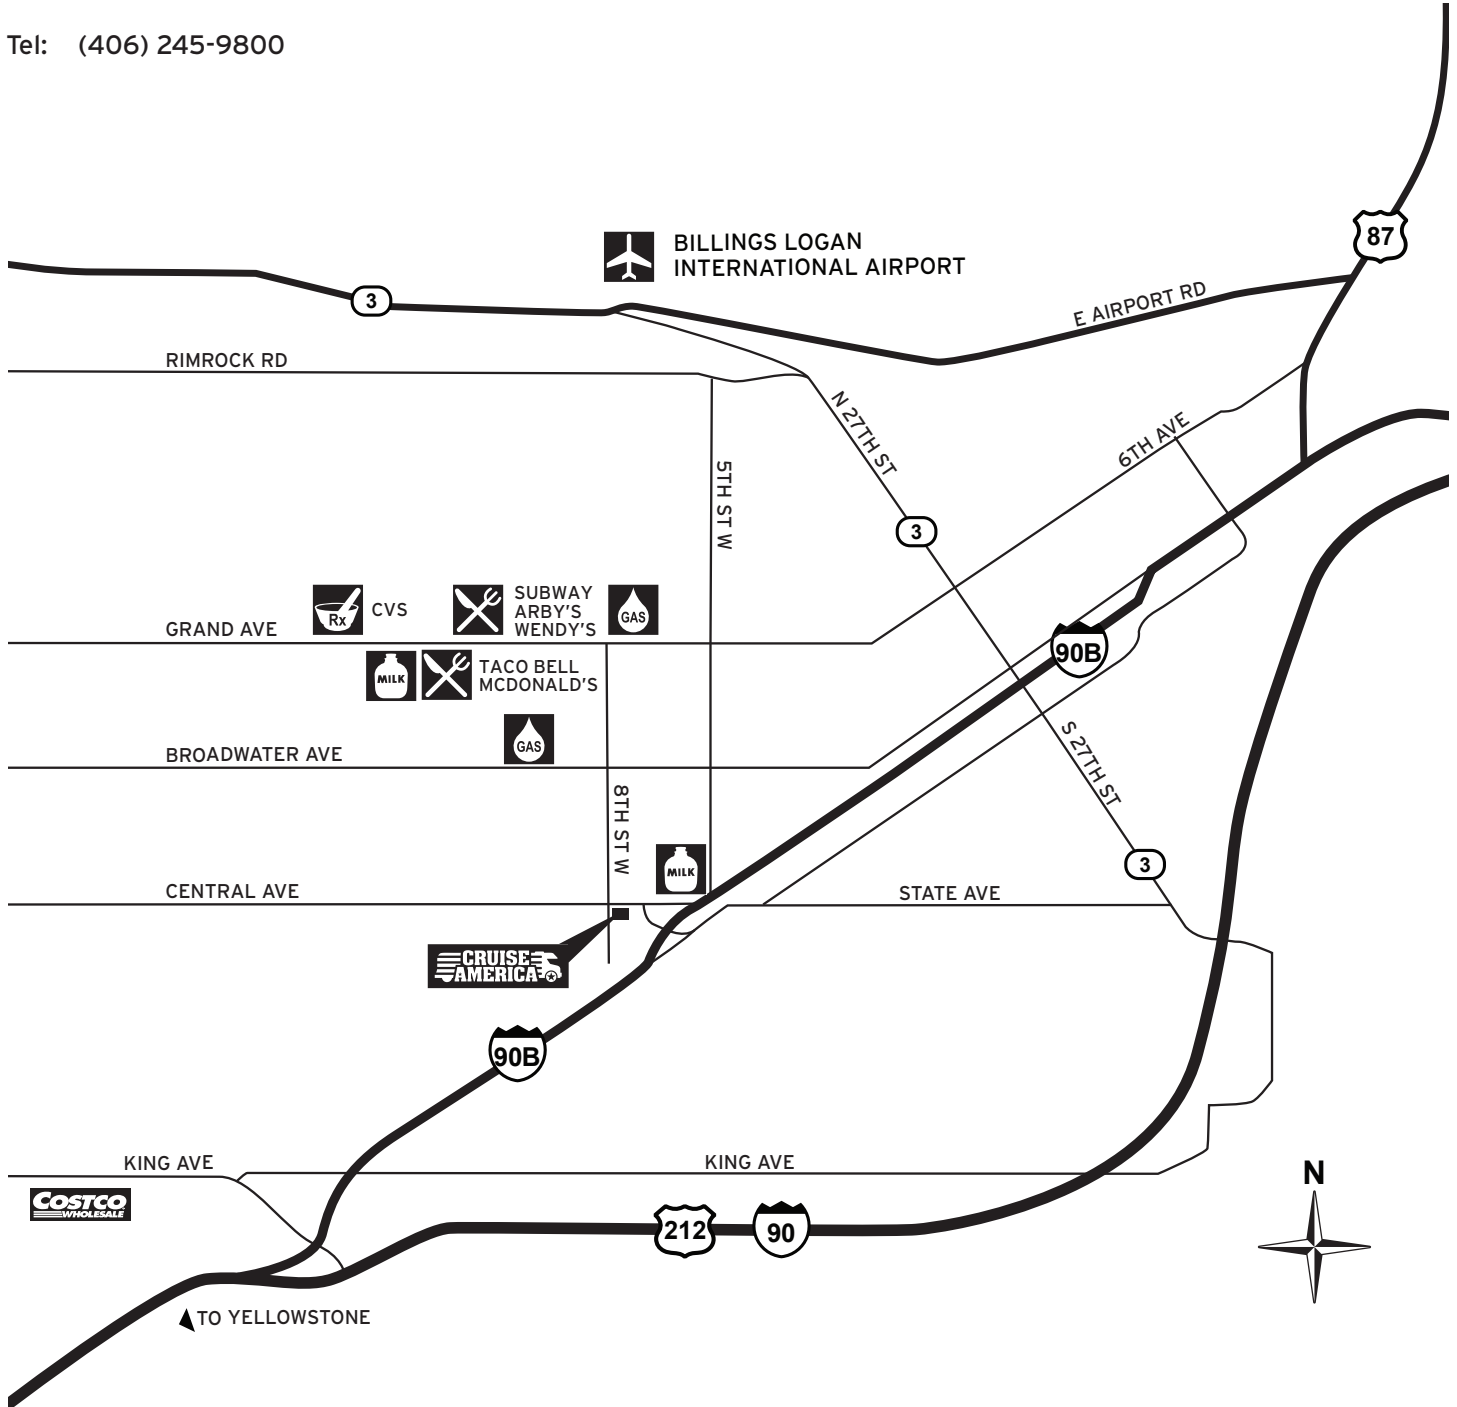 Tel: (406) 245-9800
87
BILLINGS LOGAN
INTERNATIONAL AIRPORT
3
E AIRPORT RD
RIMROCK RD
N 27TH ST
6TH AVE
5TH ST W
3
Rx
CVS
SUBWAY
ARBY'S
WENDY'S
GAS
GRAND AVE
MILK
TACO BELL
MCDONALD'S
90B
GAS
BROADWATER AVE
S 27TH ST
8TH ST W
MILK
3
CENTRAL AVE
STATE AVE
CRUISE
AMERICA
90B
KING AVE
KING AVE
N
COSTCO
WHOLESALE
212
90
TO YELLOWSTONE